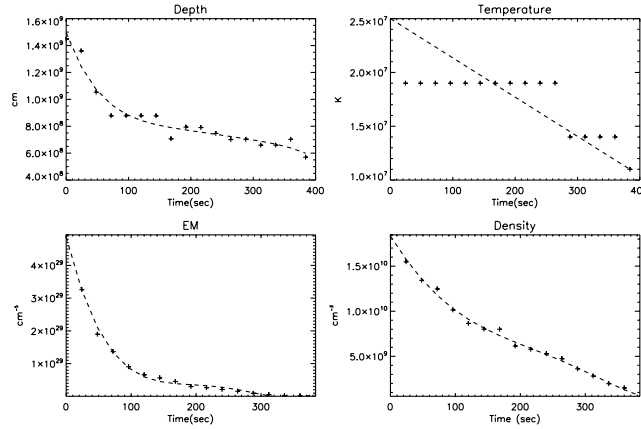 Depth
1.6×10⁹
1.4×10⁹
1.2×10⁹
1.0×10⁹
8.0×10⁸
6.0×10⁸
4.0×10⁸
cm
0 100 200 300 400
Time(sec)
Temperature
2.5×10⁷
2.0×10⁷
1.5×10⁷
1.0×10⁷
K
0 100 200 300 400
Time(sec)
EM
4×10²⁹
2×10²⁹
1×10²⁹
cm⁻⁵
0 100 200 300
Time(sec)
Density
1.5×10¹⁰
1.0×10¹⁰
5.0×10⁹
cm⁻³
0 100 200 300
Time (sec)